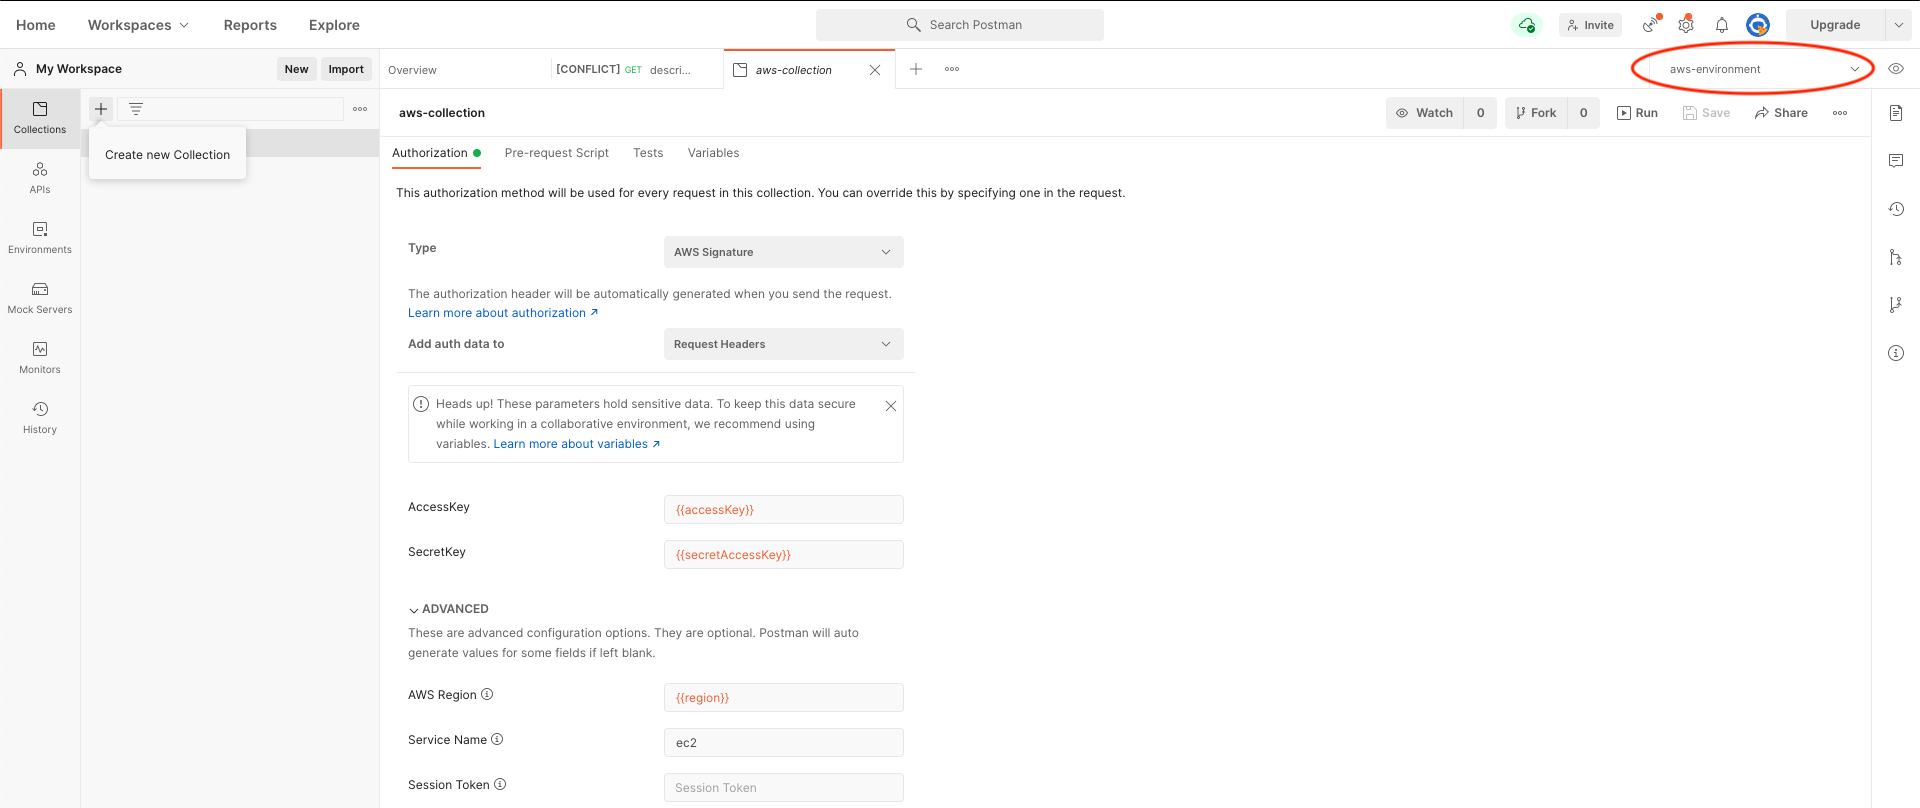 Home Workspaces Reports Explore Search Postman Invite Upgrade
My Workspace New Import Overview [CONFLICT] GET descri... aws-collection aws-environment
Collections
Create new Collection
APIs
Environments
Mock Servers
Monitors
History
aws-collection Watch 0 Fork 0 Run Save Share
Authorization Pre-request Script Tests Variables
This authorization method will be used for every request in this collection. You can override this by specifying one in the request.
Type AWS Signature
The authorization header will be automatically generated when you send the request.
Learn more about authorization ↗
Add auth data to Request Headers
Heads up! These parameters hold sensitive data. To keep this data secure
while working in a collaborative environment, we recommend using
variables. Learn more about variables ↗
AccessKey {{accessKey}}
SecretKey {{secretAccessKey}}
ADVANCED
These are advanced configuration options. They are optional. Postman will auto
generate values for some fields if left blank.
AWS Region {{region}}
Service Name ec2
Session Token Session Token